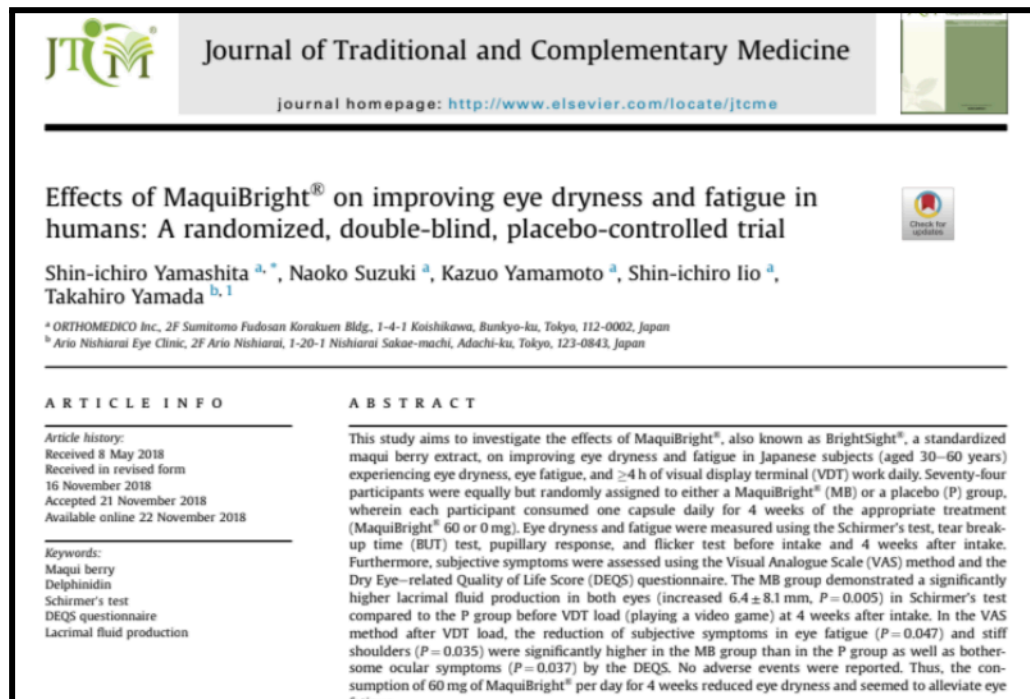 JTCM
Journal of Traditional and Complementary Medicine
journal homepage: http://www.elsevier.com/locate/jtcme
Effects of MaquiBright® on improving eye dryness and fatigue in
humans: A randomized, double-blind, placebo-controlled trial
Check for
updates
Shin-ichiro Yamashita a, *, Naoko Suzuki a, Kazuo Yamamoto a, Shin-ichiro Iio a,
Takahiro Yamada b, 1
a ORTHOMEDICO Inc., 2F Sumitomo Fudosan Korakuen Bldg., 1-4-1 Koishikawa, Bunkyo-ku, Tokyo, 112-0002, Japan
b Ario Nishiarai Eye Clinic, 2F Ario Nishiarai, 1-20-1 Nishiarai Sakae-machi, Adachi-ku, Tokyo, 123-0843, Japan
ARTICLE INFO
Article history:
Received 8 May 2018
Received in revised form
16 November 2018
Accepted 21 November 2018
Available online 22 November 2018
Keywords:
Maqui berry
Delphinidin
Schirmer's test
DEQS questionnaire
Lacrimal fluid production
ABSTRACT
This study aims to investigate the effects of MaquiBright®, also known as BrightSight®, a standardized
maqui berry extract, on improving eye dryness and fatigue in Japanese subjects (aged 30–60 years)
experiencing eye dryness, eye fatigue, and ≥4 h of visual display terminal (VDT) work daily. Seventy-four
participants were equally but randomly assigned to either a MaquiBright® (MB) or a placebo (P) group,
wherein each participant consumed one capsule daily for 4 weeks of the appropriate treatment
(MaquiBright® 60 or 0 mg). Eye dryness and fatigue were measured using the Schirmer's test, tear break-
up time (BUT) test, pupillary response, and flicker test before intake and 4 weeks after intake.
Furthermore, subjective symptoms were assessed using the Visual Analogue Scale (VAS) method and the
Dry Eye–related Quality of Life Score (DEQS) questionnaire. The MB group demonstrated a significantly
higher lacrimal fluid production in both eyes (increased 6.4 ± 8.1 mm, P = 0.005) in Schirmer's test
compared to the P group before VDT load (playing a video game) at 4 weeks after intake. In the VAS
method after VDT load, the reduction of subjective symptoms in eye fatigue (P = 0.047) and stiff
shoulders (P = 0.035) were significantly higher in the MB group than in the P group as well as bother-
some ocular symptoms (P = 0.037) by the DEQS. No adverse events were reported. Thus, the con-
sumption of 60 mg of MaquiBright® per day for 4 weeks reduced eye dryness and seemed to alleviate eye